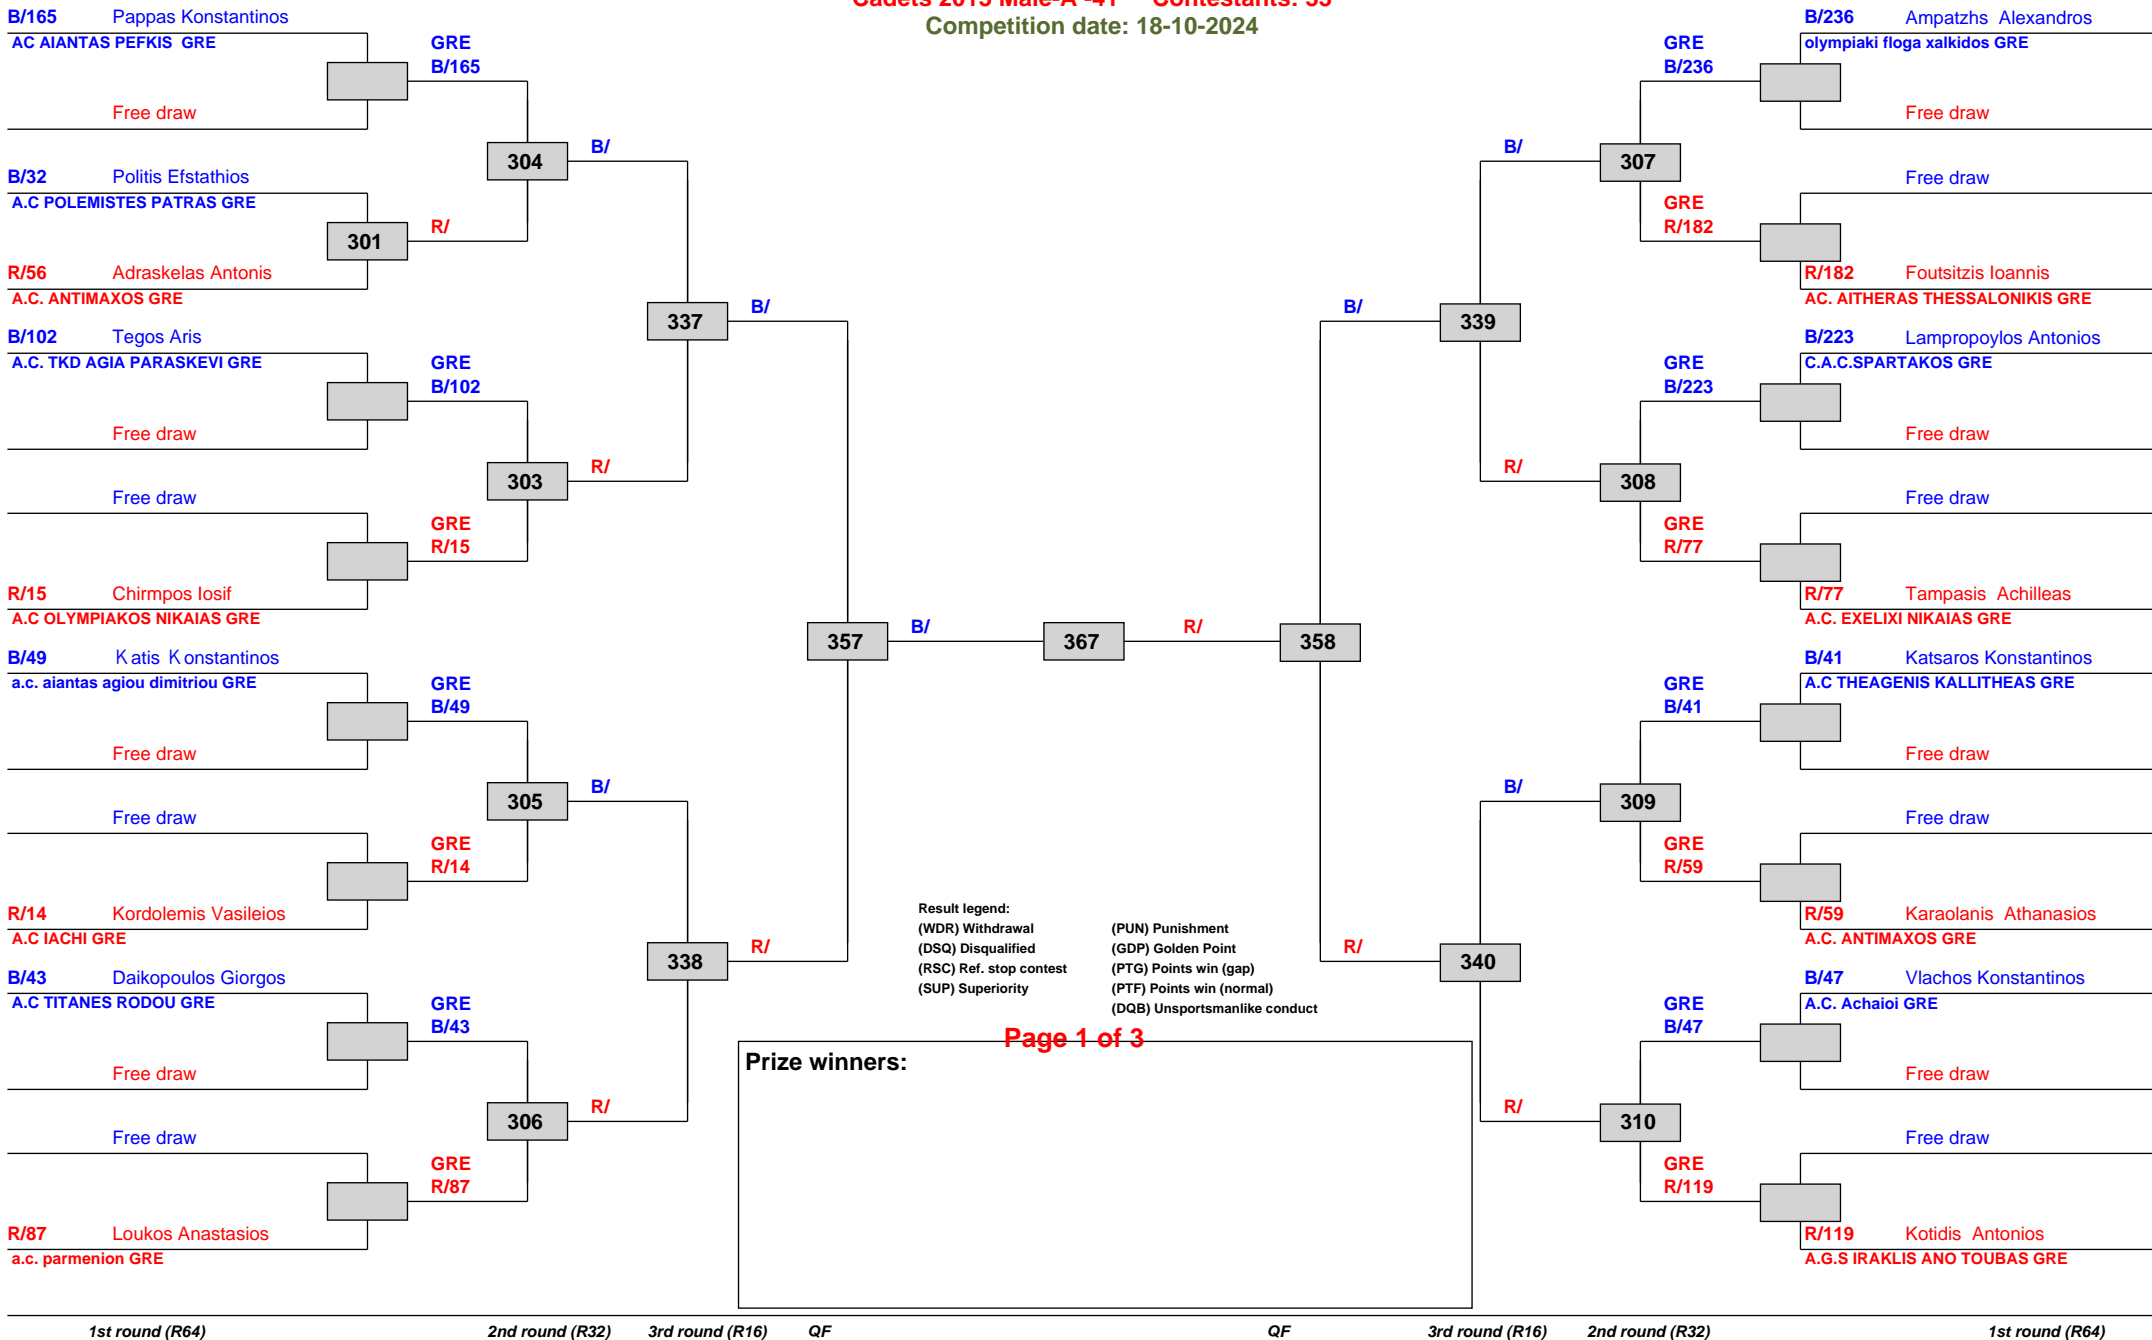 Competition date: 18-10-2024
B/165 Pappas Konstantinos
AC AIANTAS PEFKIS GRE
GRE
B/165
Free draw
304
B/
B/32 Politis Efstathios
A.C POLEMISTES PATRAS GRE
301
R/
R/56 Adraskelas Antonis
A.C. ANTIMAXOS GRE
337
B/
B/102 Tegos Aris
A.C. TKD AGIA PARASKEVI GRE
GRE
B/102
Free draw
303
R/
Free draw
GRE
R/15
R/15 Chirmpos Iosif
A.C OLYMPIAKOS NIKAIAS GRE
357
B/
367
R/
358
B/49 Katis Konstantinos
a.c. aiantas agiou dimitriou GRE
GRE
B/49
Free draw
305
B/
Free draw
GRE
R/14
R/14 Kordolemis Vasileios
A.C IACHI GRE
338
R/
B/43 Daikopoulos Giorgos
A.C TITANES RODOU GRE
GRE
B/43
Free draw
306
R/
Free draw
GRE
R/87
R/87 Loukos Anastasios
a.c. parmenion GRE
B/236 Ampatzhs Alexandros
olympiaki floga xalkidos GRE
GRE
B/236
Free draw
B/
307
Free draw
GRE
R/182
R/182 Foutsitzis Ioannis
AC. AITHERAS THESSALONIKIS GRE
B/
339
B/223 Lampropoylos Antonios
C.A.C.SPARTAKOS GRE
GRE
B/223
Free draw
R/
308
Free draw
GRE
R/77
R/77 Tampasis Achilleas
A.C. EXELIXI NIKAIAS GRE
B/41 Katsaros Konstantinos
A.C THEAGENIS KALLITHEAS GRE
GRE
B/41
Free draw
B/
309
Free draw
GRE
R/59
R/59 Karaolanis Athanasios
A.C. ANTIMAXOS GRE
R/
340
B/47 Vlachos Konstantinos
A.C. Achaioi GRE
GRE
B/47
Free draw
R/
310
Free draw
GRE
R/119
R/119 Kotidis Antonios
A.G.S IRAKLIS ANO TOUBAS GRE
Result legend:
(WDR) Withdrawal (PUN) Punishment
(DSQ) Disqualified (GDP) Golden Point
(RSC) Ref. stop contest (PTG) Points win (gap)
(SUP) Superiority (PTF) Points win (normal)
(DQB) Unsportsmanlike conduct
Page 1 of 3
Prize winners:
1st round (R64) 2nd round (R32) 3rd round (R16) QF QF 3rd round (R16) 2nd round (R32) 1st round (R64)